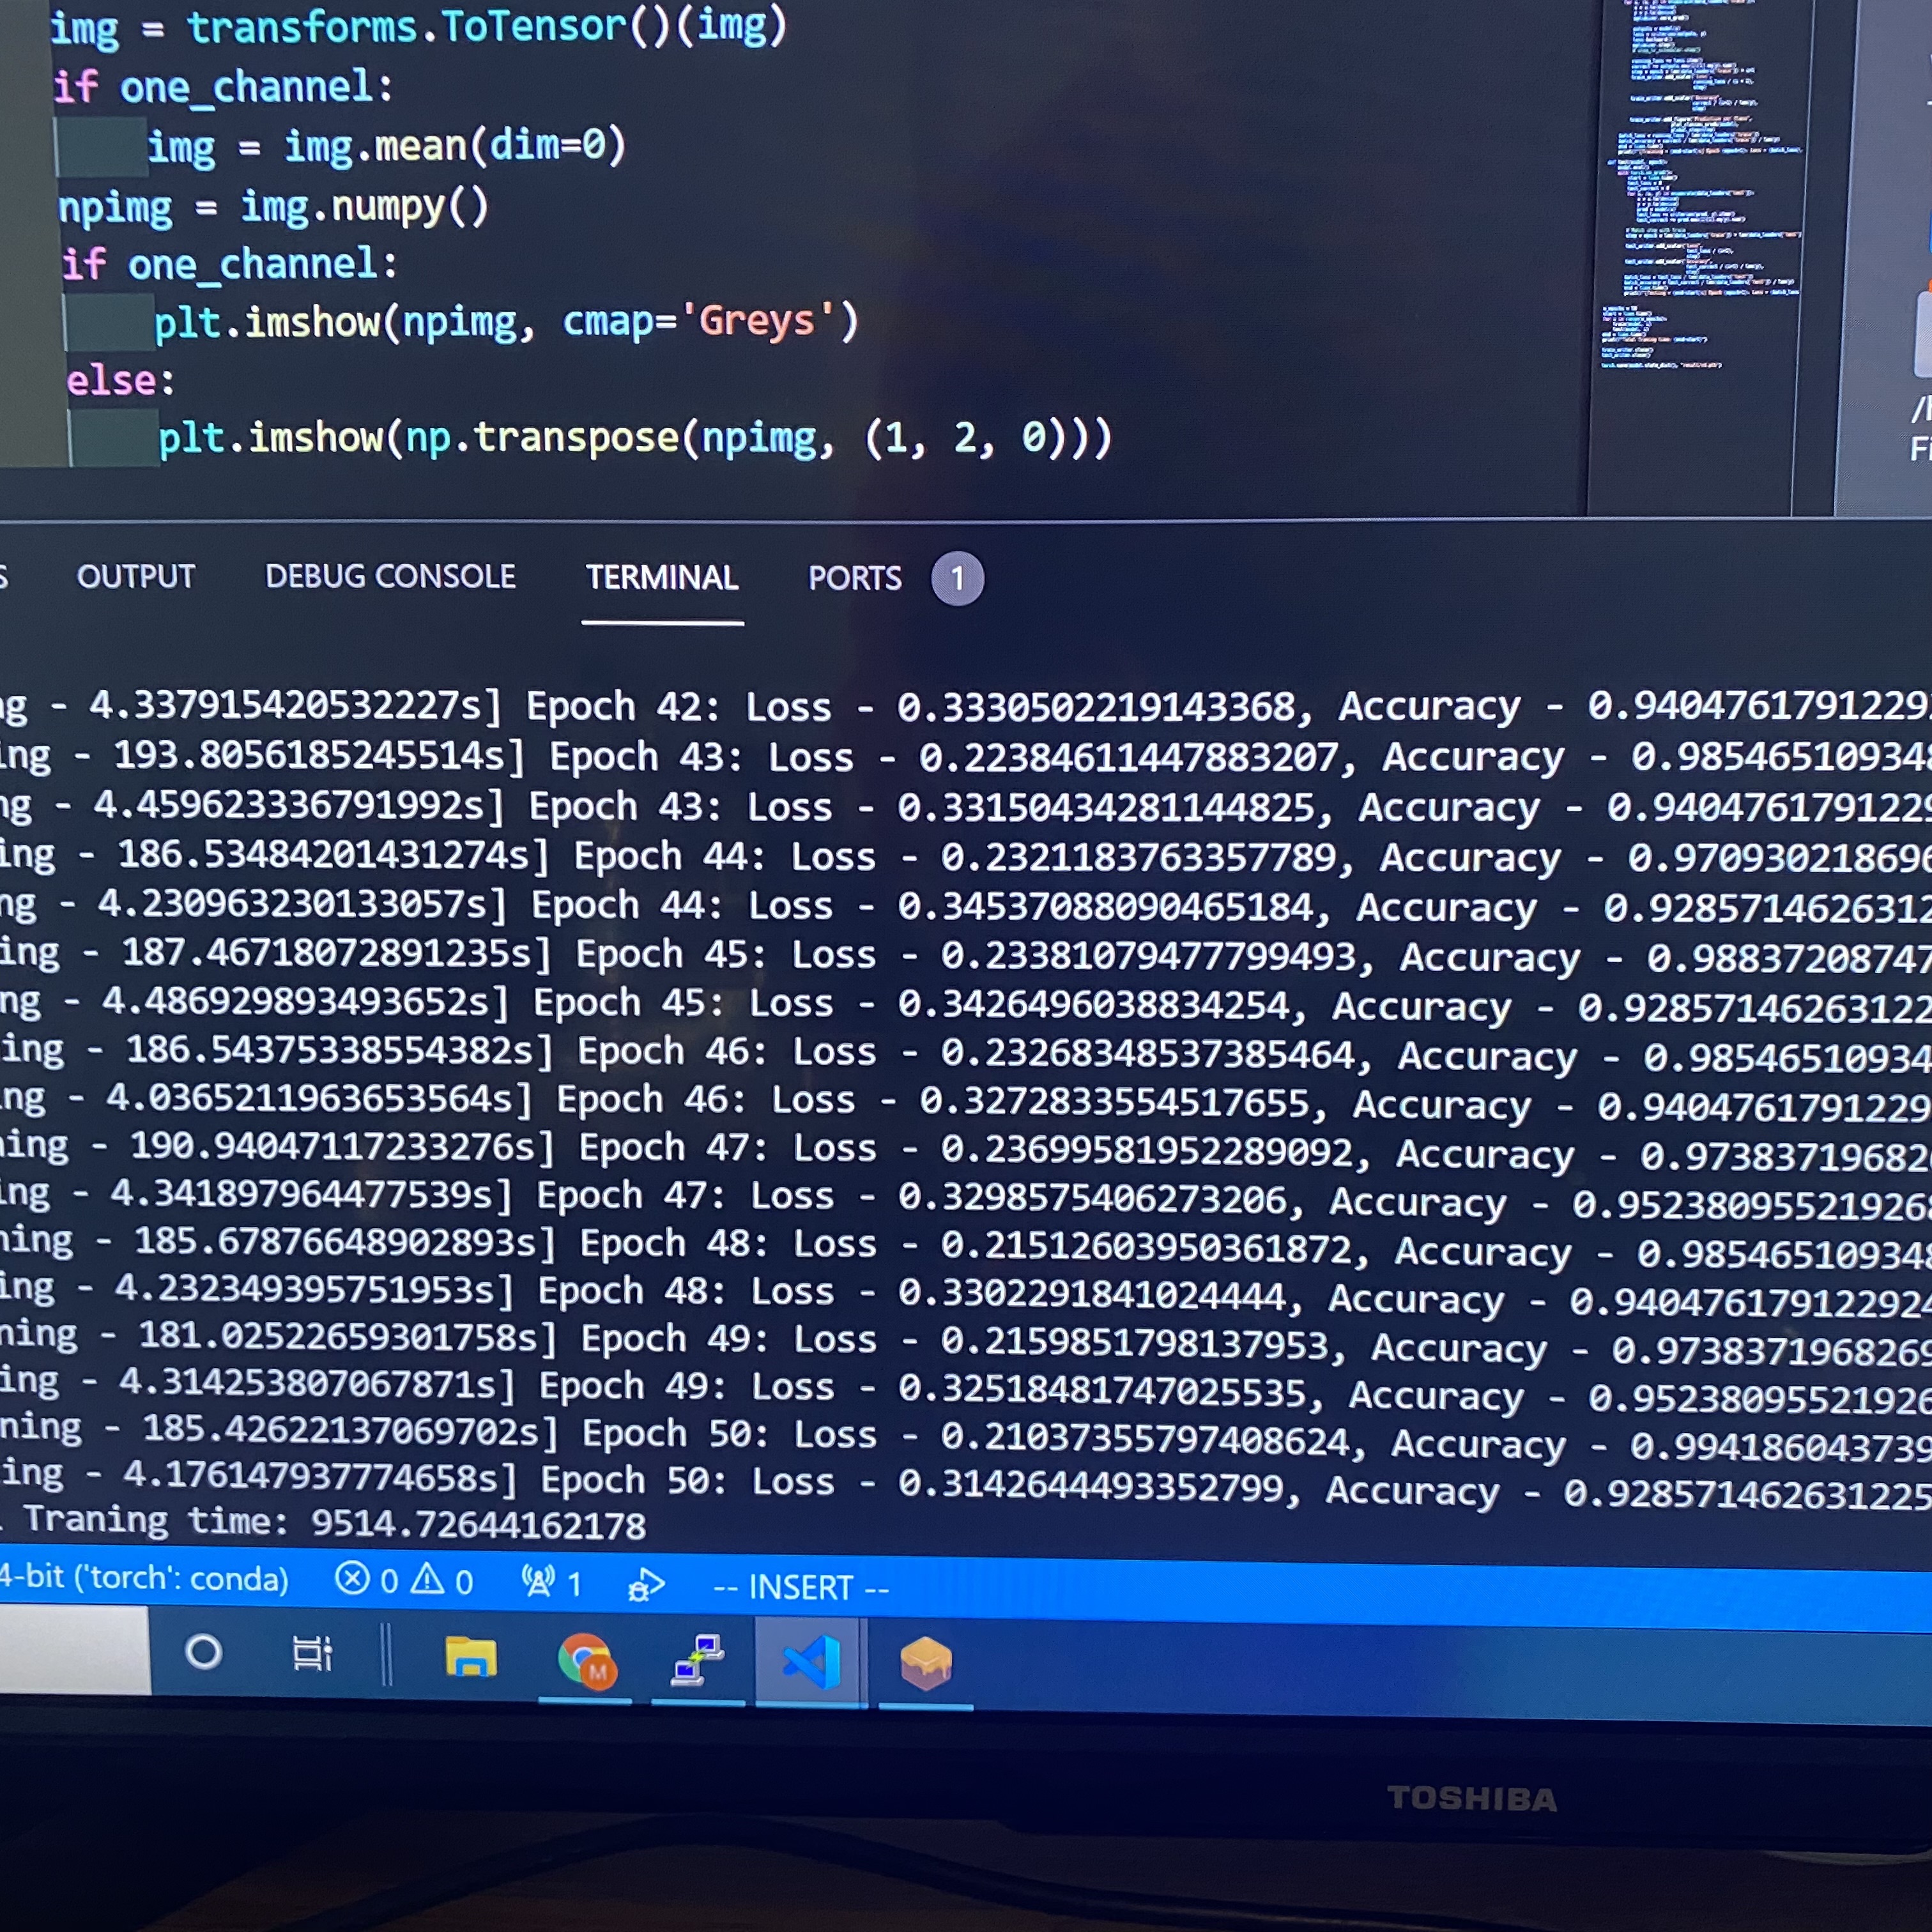 img = transforms.ToTensor()(img)
if one_channel:
img = img.mean(dim=0)
npimg = img.numpy()
if one_channel:
plt.imshow(npimg, cmap='Greys')
else:
plt.imshow(np.transpose(npimg, (1, 2, 0)))
S OUTPUT DEBUG CONSOLE TERMINAL PORTS 1
ng - 4.337915420532227s] Epoch 42: Loss - 0.3330502219143368, Accuracy - 0.9404761791229
ing - 193.8056185245514s] Epoch 43: Loss - 0.22384611447883207, Accuracy - 0.985465109348
ng - 4.459623336791992s] Epoch 43: Loss - 0.33150434281144825, Accuracy - 0.9404761791229
ing - 186.53484201431274s] Epoch 44: Loss - 0.2321183763357789, Accuracy - 0.970930218696
ng - 4.230963230133057s] Epoch 44: Loss - 0.34537088090465184, Accuracy - 0.9285714626312
ing - 187.46718072891235s] Epoch 45: Loss - 0.23381079477799493, Accuracy - 0.98837208747
ng - 4.486929893493652s] Epoch 45: Loss - 0.3426496038834254, Accuracy - 0.92857146263122
ing - 186.54375338554382s] Epoch 46: Loss - 0.23268348537385464, Accuracy - 0.98546510934
ing - 4.0365211963653564s] Epoch 46: Loss - 0.3272833554517655, Accuracy - 0.9404761791229
ning - 190.94047117233276s] Epoch 47: Loss - 0.23699581952289092, Accuracy - 0.973837196826
ing - 4.341897964477539s] Epoch 47: Loss - 0.3298575406273206, Accuracy - 0.952380955219268
ning - 185.67876648902893s] Epoch 48: Loss - 0.21512603950361872, Accuracy - 0.985465109348
ing - 4.232349395751953s] Epoch 48: Loss - 0.3302291841024444, Accuracy - 0.940476179122924
ning - 181.02522659301758s] Epoch 49: Loss - 0.2159851798137953, Accuracy - 0.9738371968269
ing - 4.314253807067871s] Epoch 49: Loss - 0.32518481747025535, Accuracy - 0.95238095521926
ning - 185.42622137069702s] Epoch 50: Loss - 0.21037355797408624, Accuracy - 0.994186043739
ing - 4.176147937774658s] Epoch 50: Loss - 0.3142644493352799, Accuracy - 0.928571462631225
Traning time: 9514.72644162178
4-bit ('torch': conda) 0 0 1 -- INSERT --
M
TOSHIBA